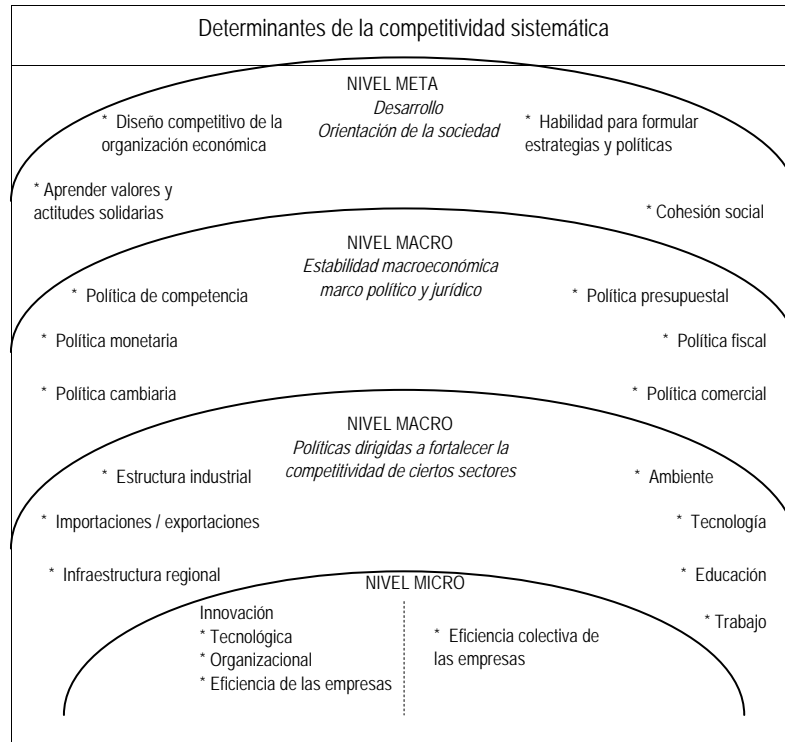 Determinantes de la competitividad sistemática
NIVEL META
Desarrollo
Orientación de la sociedad
* Diseño competitivo de la
organización económica
* Habilidad para formular
estrategias y políticas
* Aprender valores y
actitudes solidarias
* Cohesión social
NIVEL MACRO
Estabilidad macroeconómica
marco político y jurídico
* Política de competencia
* Política presupuestal
* Política monetaria
* Política fiscal
* Política cambiaria
* Política comercial
NIVEL MACRO
Políticas dirigidas a fortalecer la
competitividad de ciertos sectores
* Estructura industrial
* Ambiente
* Importaciones / exportaciones
* Tecnología
* Infraestructura regional
* Educación
* Trabajo
NIVEL MICRO
Innovación
* Tecnológica
* Organizacional
* Eficiencia de las empresas
* Eficiencia colectiva de
las empresas